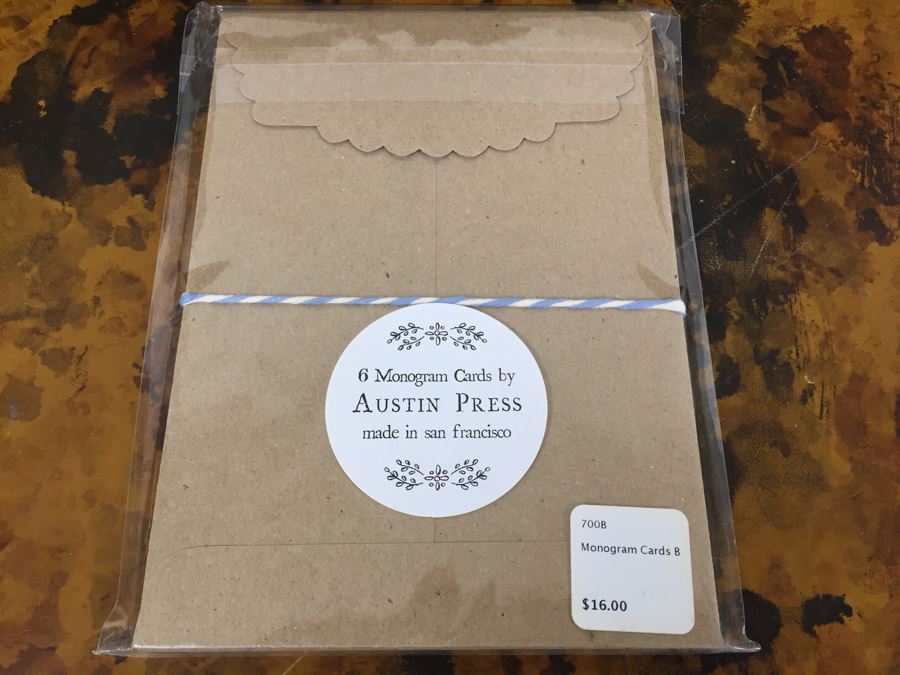 6 Monogram Cards by
AUSTIN PRESS
made in san francisco
700B
Monogram Cards B
$16.00